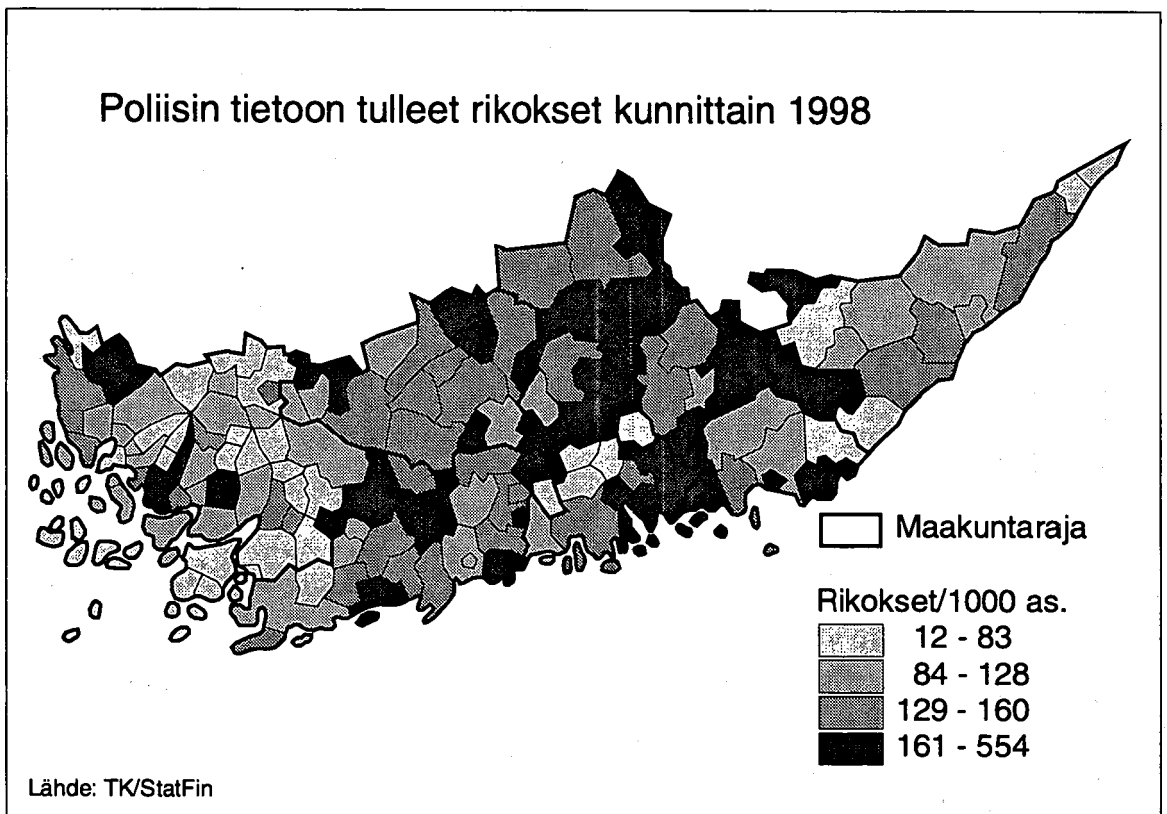 Poliisin tietoon tulleet rikokset kunnittain 1998
Maakuntaraja
Rikokset/1000 as.
12 - 83
84 - 128
129 - 160
161 - 554
Lähde: TK/StatFin